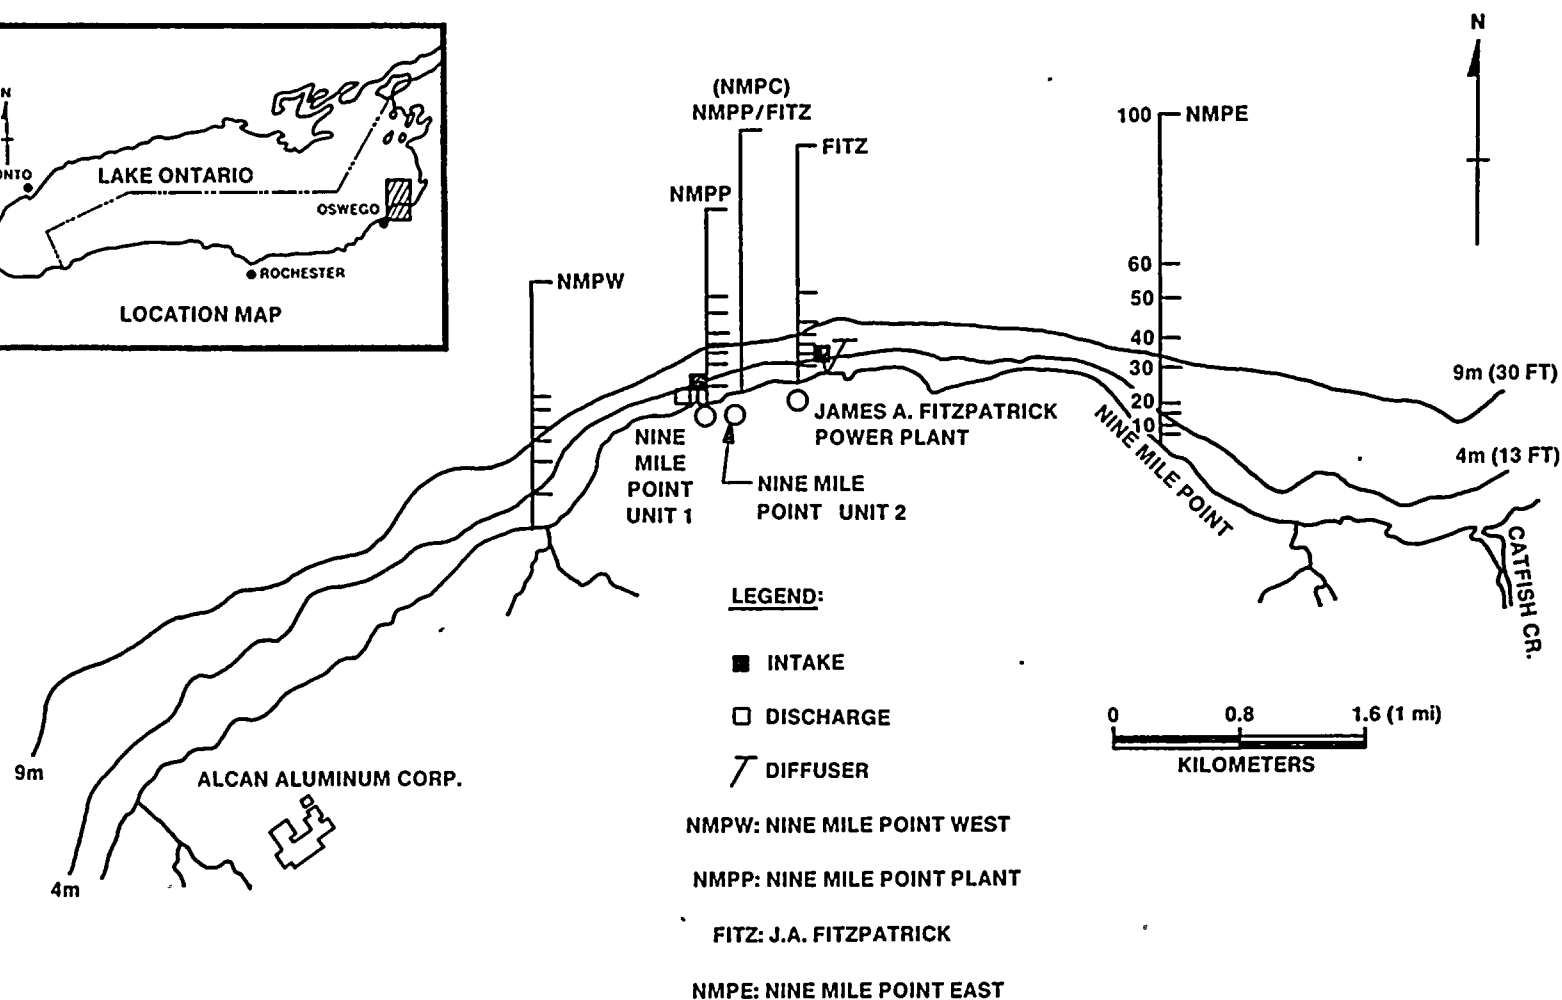 N
ONTO
LAKE ONTARIO
OSWEGO
ROCHESTER
LOCATION MAP
N
(NMPC)
NMPP/FITZ
FITZ
NMPP
NMPW
100
NMPE
60
50
40
30
20
10
9m (30 FT)
4m (13 FT)
JAMES A. FITZPATRICK
POWER PLANT
NINE
MILE
POINT
UNIT 1
NINE MILE
POINT UNIT 2
NINE MILE POINT
CATFISH CR.
LEGEND:
INTAKE
DISCHARGE
DIFFUSER
NMPW: NINE MILE POINT WEST
NMPP: NINE MILE POINT PLANT
FITZ: J.A. FITZPATRICK
NMPE: NINE MILE POINT EAST
0 0.8 1.6 (1 mi)
KILOMETERS
9m
ALCAN ALUMINUM CORP.
4m